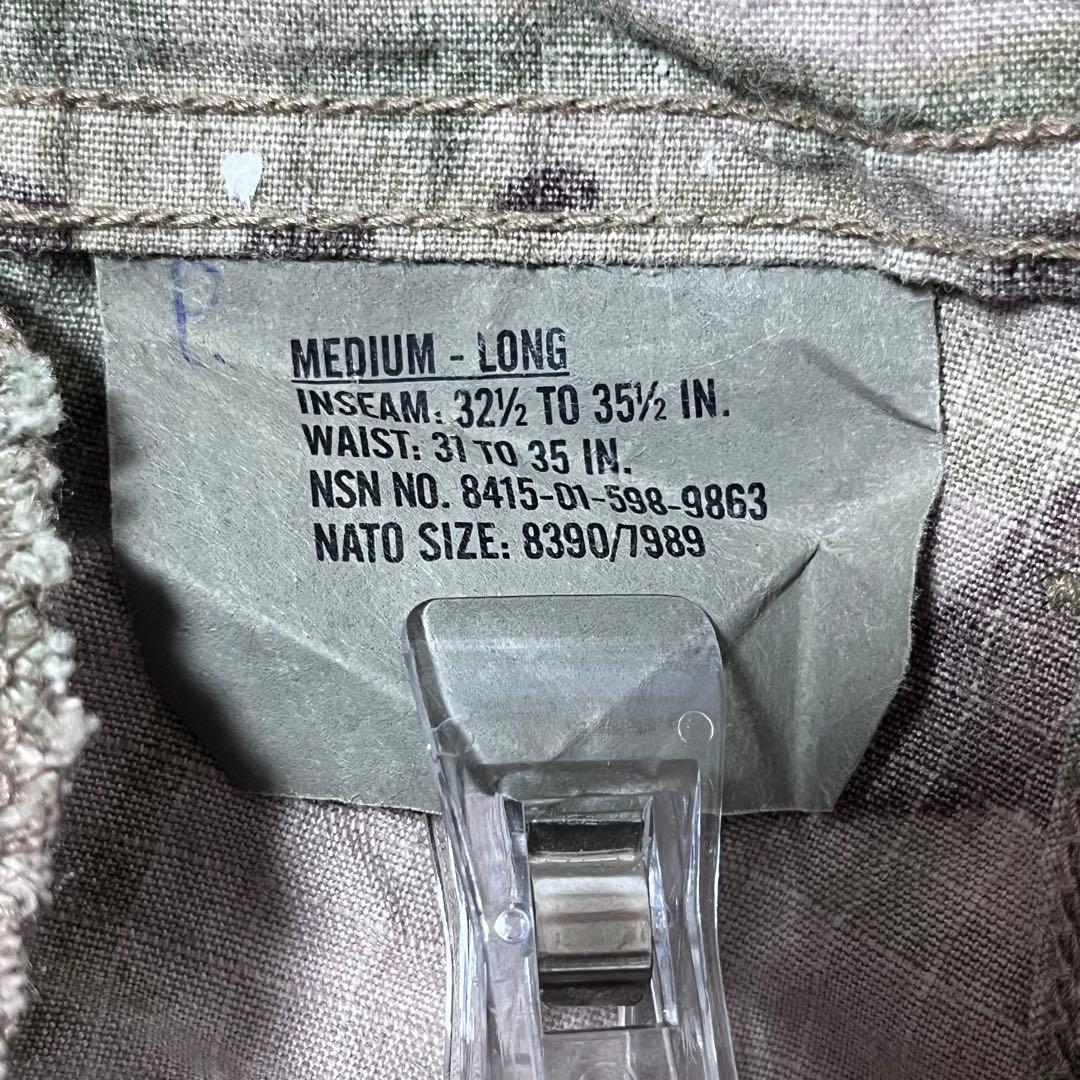 R
MEDIUM - LONG
INSEAM: 32½ TO 35½ IN.
WAIST: 31 TO 35 IN.
NSN NO. 8415-01-598-9863
NATO SIZE: 8390/7989